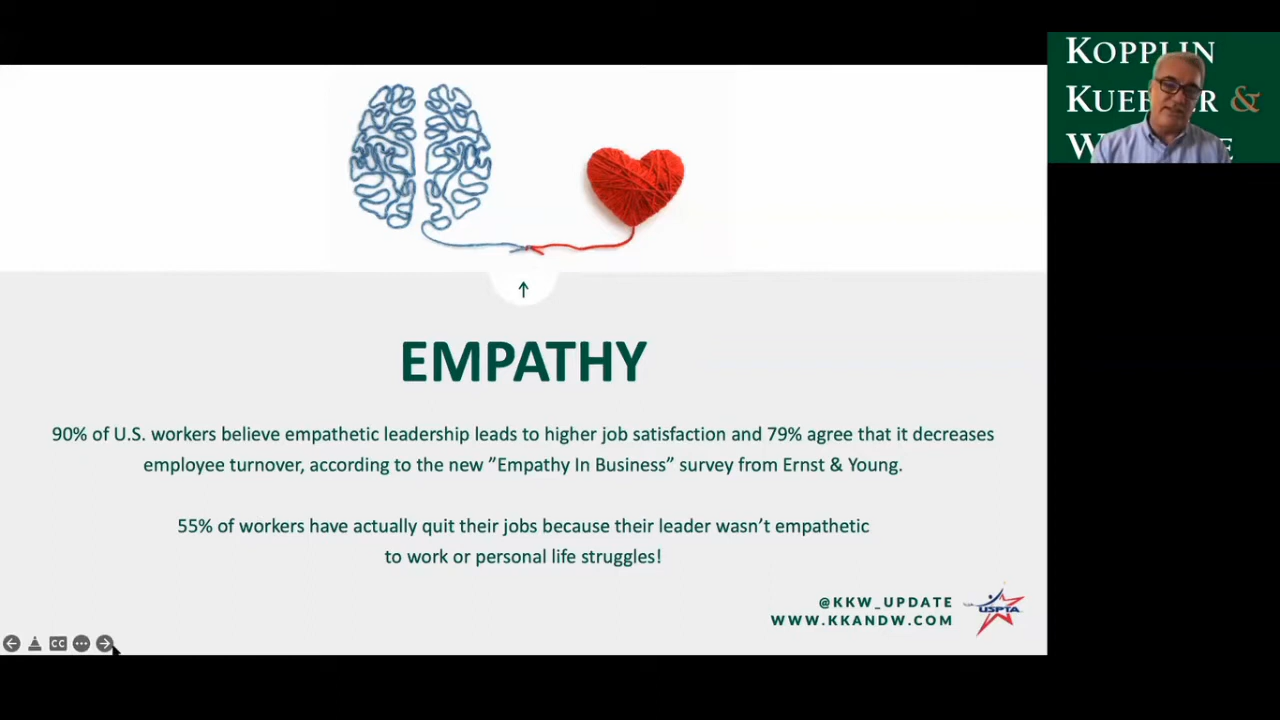 EMPATHY
90% of U.S. workers believe empathetic leadership leads to higher job satisfaction and 79% agree that it decreases
employee turnover, according to the new ”Empathy In Business” survey from Ernst & Young.
55% of workers have actually quit their jobs because their leader wasn’t empathetic
to work or personal life struggles!
@KKW_UPDATE
WWW.KKANDW.COM
USPTA
CC
KOPPLIN
&